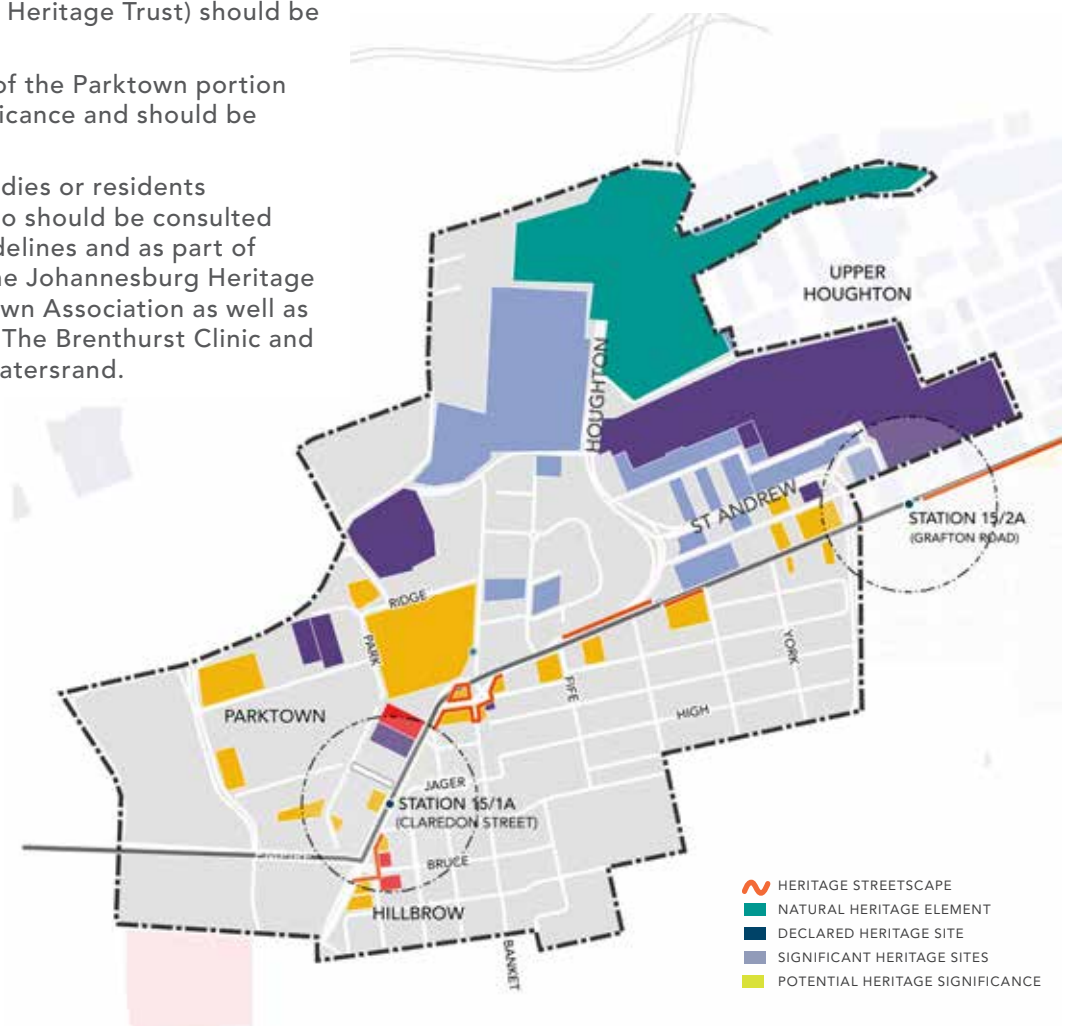 Heritage Trust) should be
of the Parktown portion
icance and should be
dies or residents
o should be consulted
delines and as part of
ne Johannesburg Heritage
wn Association as well as
The Brenthurst Clinic and
atersrand.
UPPER
HOUGHTON
HOUGHTON
ST ANDREW
STATION 15/2A
(GRAFTON ROAD)
RIDGE
PARK
YORK
FIFE
PARKTOWN
HIGH
JAGER
STATION 15/1A
(CLAREDON STREET)
BRUCE
HILLBROW
BANKET
HERITAGE STREETSCAPE
NATURAL HERITAGE ELEMENT
DECLARED HERITAGE SITE
SIGNIFICANT HERITAGE SITES
POTENTIAL HERITAGE SIGNIFICANCE